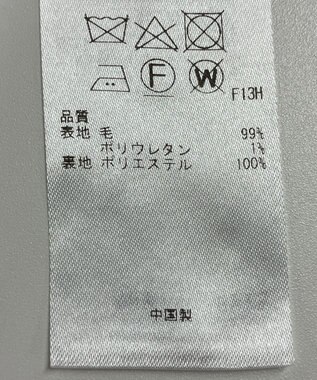 F W
F13H
品質
表地 毛 99%
ポリウレタン 1%
裏地 ポリエステル 100%
中国製